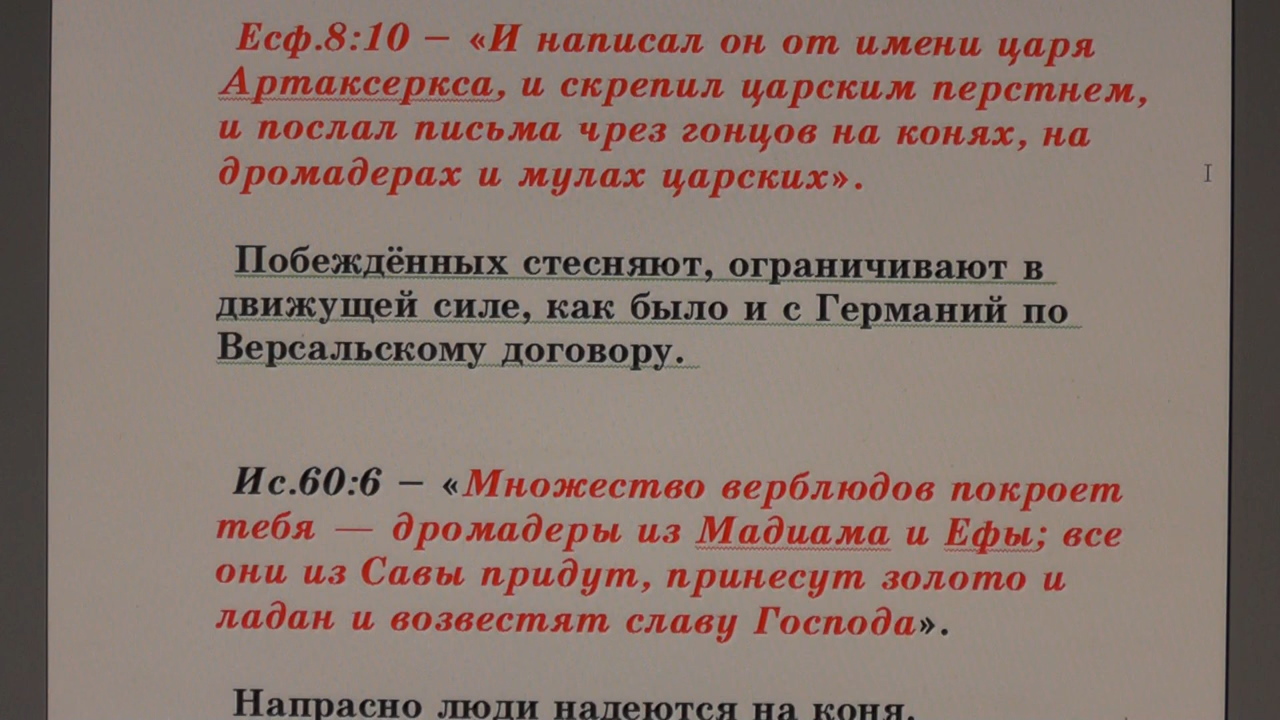 Есф.8:10 – «И написал он от имени царя
Артаксеркса, и скрепил царским перстнем,
и послал письма чрез гонцов на конях, на
дромадерах и мулах царских».
Побеждённых стесняют, ограничивают в
движущей силе, как было и с Германий по
Версальскому договору.
Ис.60:6 – «Множество верблюдов покроет
тебя — дромадеры из Мадиама и Ефы; все
они из Савы придут, принесут золото и
ладан и возвестят славу Господа».
Напрасно люди надеются на коня.